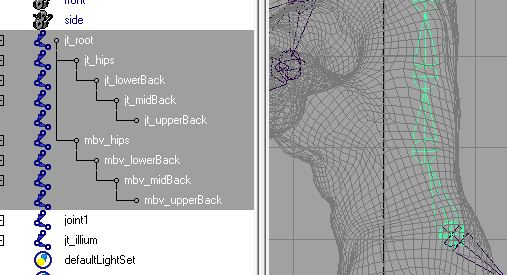 front
side
jt_root
jt_hips
jt_lowerBack
jt_midBack
jt_upperBack
mbv_hips
mbv_lowerBack
mbv_midBack
mbv_upperBack
joint1
jt_illium
defaultLightSet